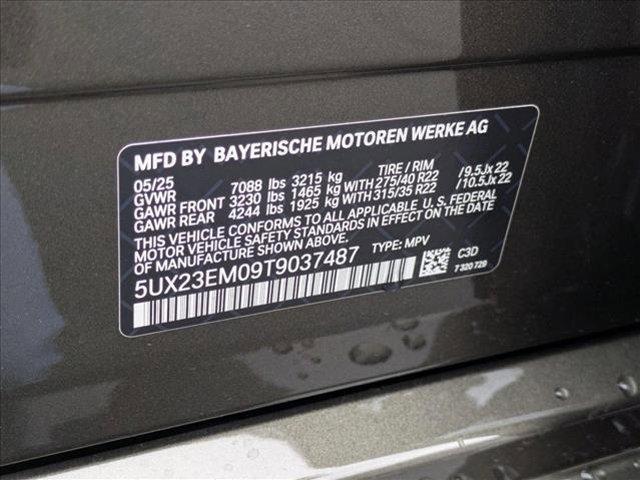 MFD BY BAYERISCHE MOTOREN WERKE AG
05/25 TIRE / RIM
GVWR 7088 lbs 3215 kg
GAWR FRONT 3230 lbs 1465 kg WITH 275/40 R22 /9.5Jx22
GAWR REAR 4244 lbs 1925 kg WITH 315/35 R22 /10.5Jx22
THIS VEHICLE CONFORMS TO ALL APPLICABLE U. S. FEDERAL
MOTOR VEHICLE SAFETY STANDARDS IN EFFECT ON THE DATE
OF MANUFACTURE SHOWN ABOVE.
5UX23EM09T9037487 TYPE: MPV
C3D
7 320 729